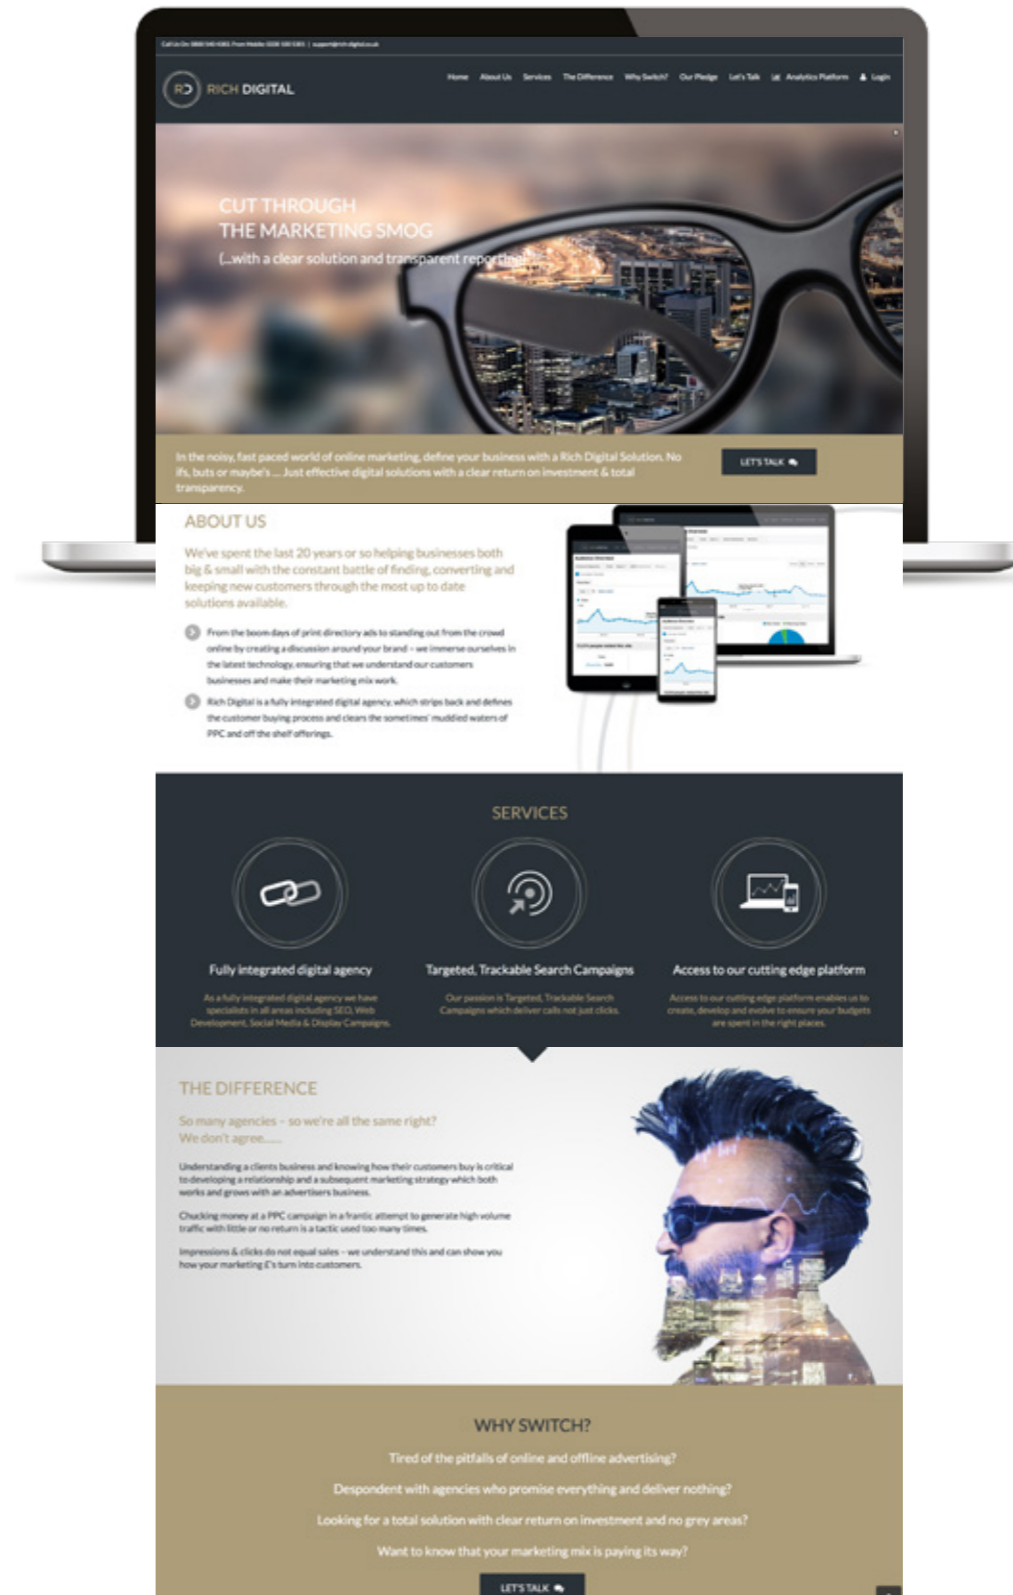 Call Us On: 0800 540 4381 From Mobile: 0208 100 0381 | support@rich-digital.co.uk
RD RICH DIGITAL
Home About Us Services The Difference Why Switch? Our Pledge Let's Talk Analytics Platform Login
CUT THROUGH
THE MARKETING SMOG
(...with a clear solution and transparent reporting)
In the noisy, fast paced world of online marketing, define your business with a Rich Digital Solution. No
ifs, buts or maybe's ... Just effective digital solutions with a clear return on investment & total
transparency.
LET'S TALK
ABOUT US
We've spent the last 20 years or so helping businesses both
big & small with the constant battle of finding, converting and
keeping new customers through the most up to date
solutions available.
From the boom days of print directory ads to standing out from the crowd
online by creating a discussion around your brand – we immerse ourselves in
the latest technology, ensuring that we understand our customers
businesses and make their marketing mix work.
Rich Digital is a fully integrated digital agency, which strips back and defines
the customer buying process and clears the sometimes' muddied waters of
PPC and off the shelf offerings.
SERVICES
Fully integrated digital agency
As a fully integrated digital agency we have
specialists in all areas including SEO, Web
Development, Social Media & Display Campaigns.
Targeted, Trackable Search Campaigns
Our passion is Targeted, Trackable Search
Campaigns which deliver calls not just clicks.
Access to our cutting edge platform
Access to our cutting edge platform enables us to
create, develop and evolve to ensure your budgets
are spent in the right places.
THE DIFFERENCE
So many agencies – so we're all the same right?
We don't agree......
Understanding a clients business and knowing how their customers buy is critical
to developing a relationship and a subsequent marketing strategy which both
works and grows with an advertisers business.
Chucking money at a PPC campaign in a frantic attempt to generate high volume
traffic with little or no return is a tactic used too many times.
Impressions & clicks do not equal sales – we understand this and can show you
how your marketing £'s turn into customers.
WHY SWITCH?
Tired of the pitfalls of online and offline advertising?
Despondent with agencies who promise everything and deliver nothing?
Looking for a total solution with clear return on investment and no grey areas?
Want to know that your marketing mix is paying its way?
LET'S TALK